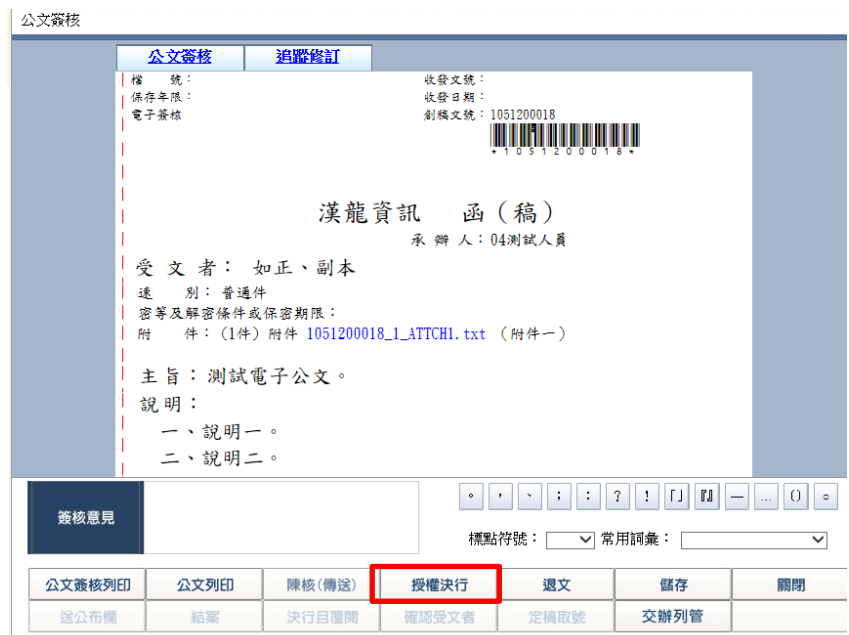 公文簽核
公文簽核 追蹤修訂
檔　號：　收發文號：
保存年限：　收發日期：
電子簽核　創稿文號：1051200018
*1051200018*
漢龍資訊　函（稿）
承 辦 人：04測試人員
受 文 者： 如正、副本
速　別：普通件
密等及解密條件或保密期限：
附　件：(1件) 附件 1051200018_1_ATTCH1.txt （附件一）
主旨：測試電子公文。
說明：
一、說明一。
二、說明二。
簽核意見 。 ， 、 ； ： ？ ！ 「」 『』 — … () ○
標點符號： 常用詞彙：
公文簽核列印 公文列印 陳核(傳送) 授權決行 退文 儲存 關閉
送公布欄 結案 決行目覆閱 確認受文者 定稿取號 交辦列管